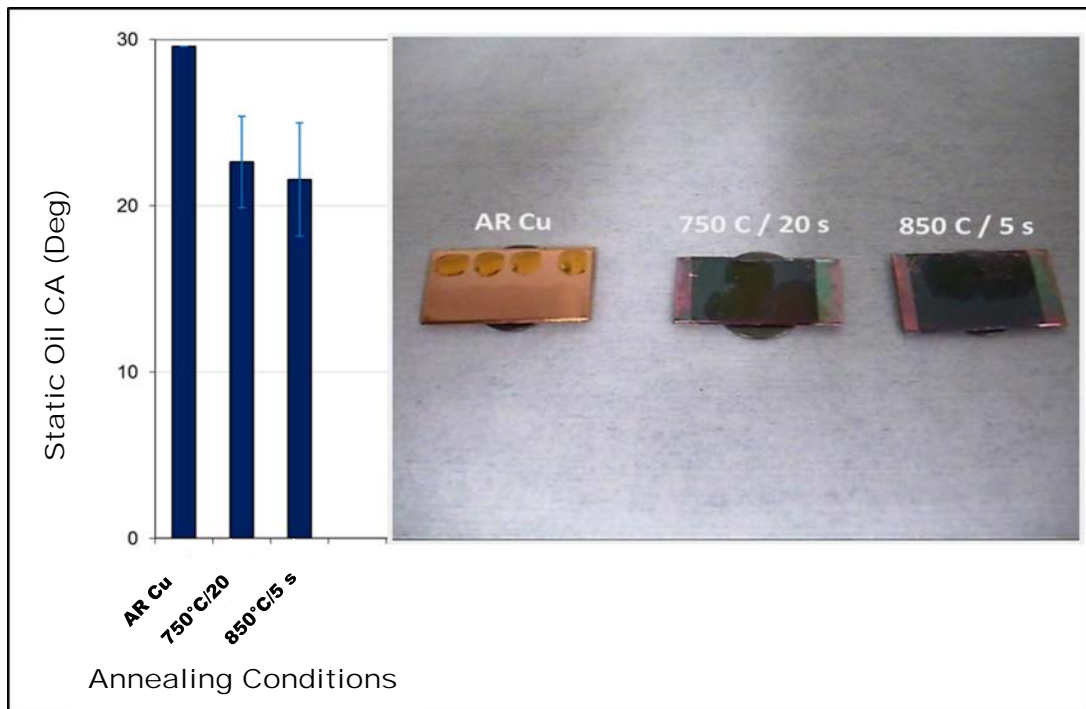 Static Oil CA (Deg)
30
20
10
0
AR Cu
750°C/20
850°C/5 s
Annealing Conditions
AR Cu
750 C / 20 s
850 C / 5 s